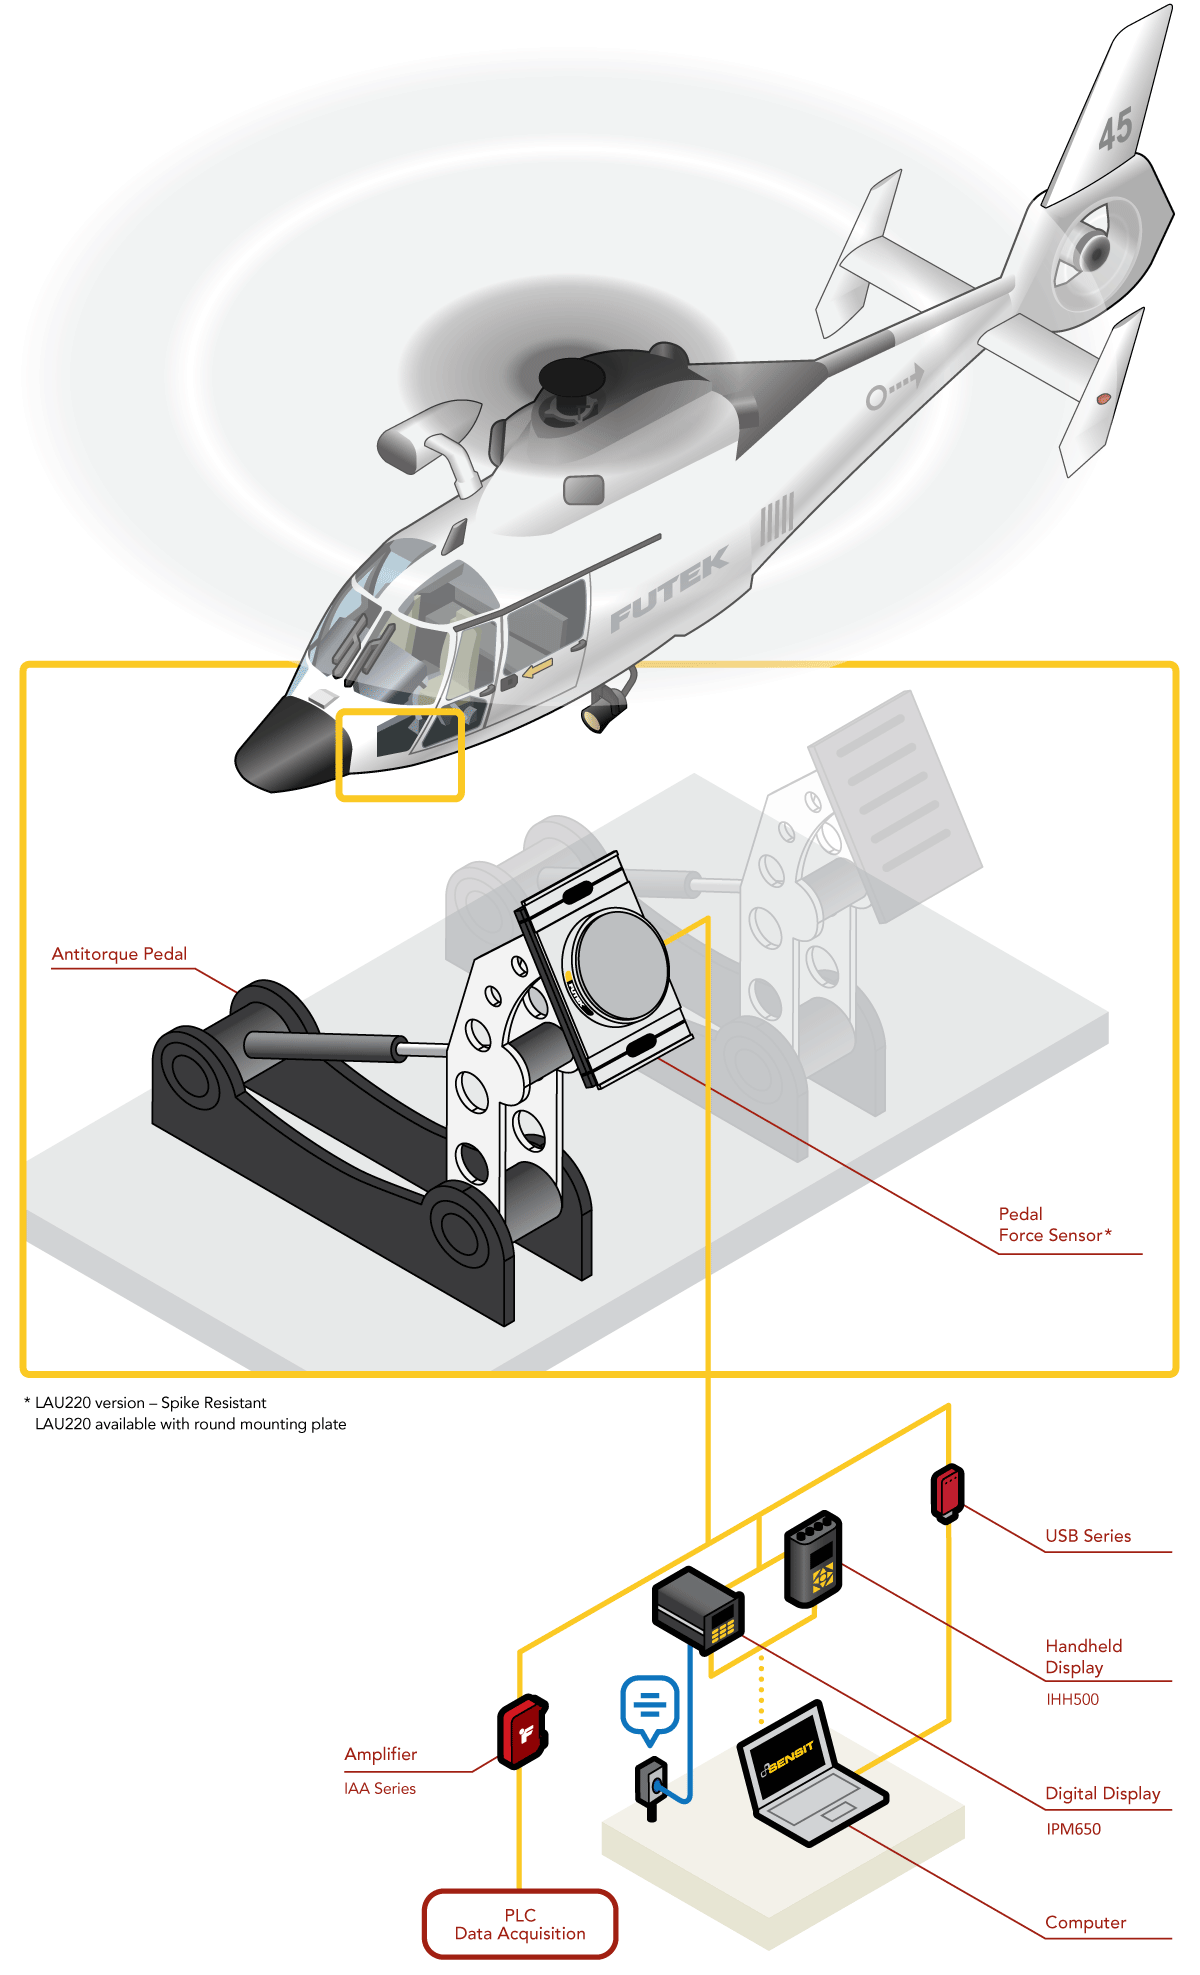 45
FUTEK
Antitorque Pedal
Pedal
Force Sensor*
* LAU220 version – Spike Resistant
LAU220 available with round mounting plate
USB Series
Handheld
Display
IHH500
Amplifier
IAA Series
SENSIT
Digital Display
IPM650
PLC
Data Acquisition
Computer